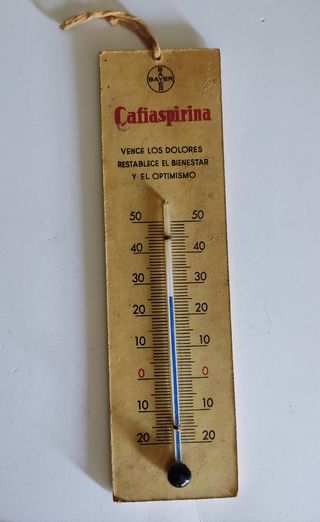 BAYER
BAYER
Cafiaspirina
VENCE LOS DOLORES
RESTABLECE EL BIENESTAR
Y EL OPTIMISMO
50 50
40 40
30 30
20 20
10 10
0 0
10 10
20 20